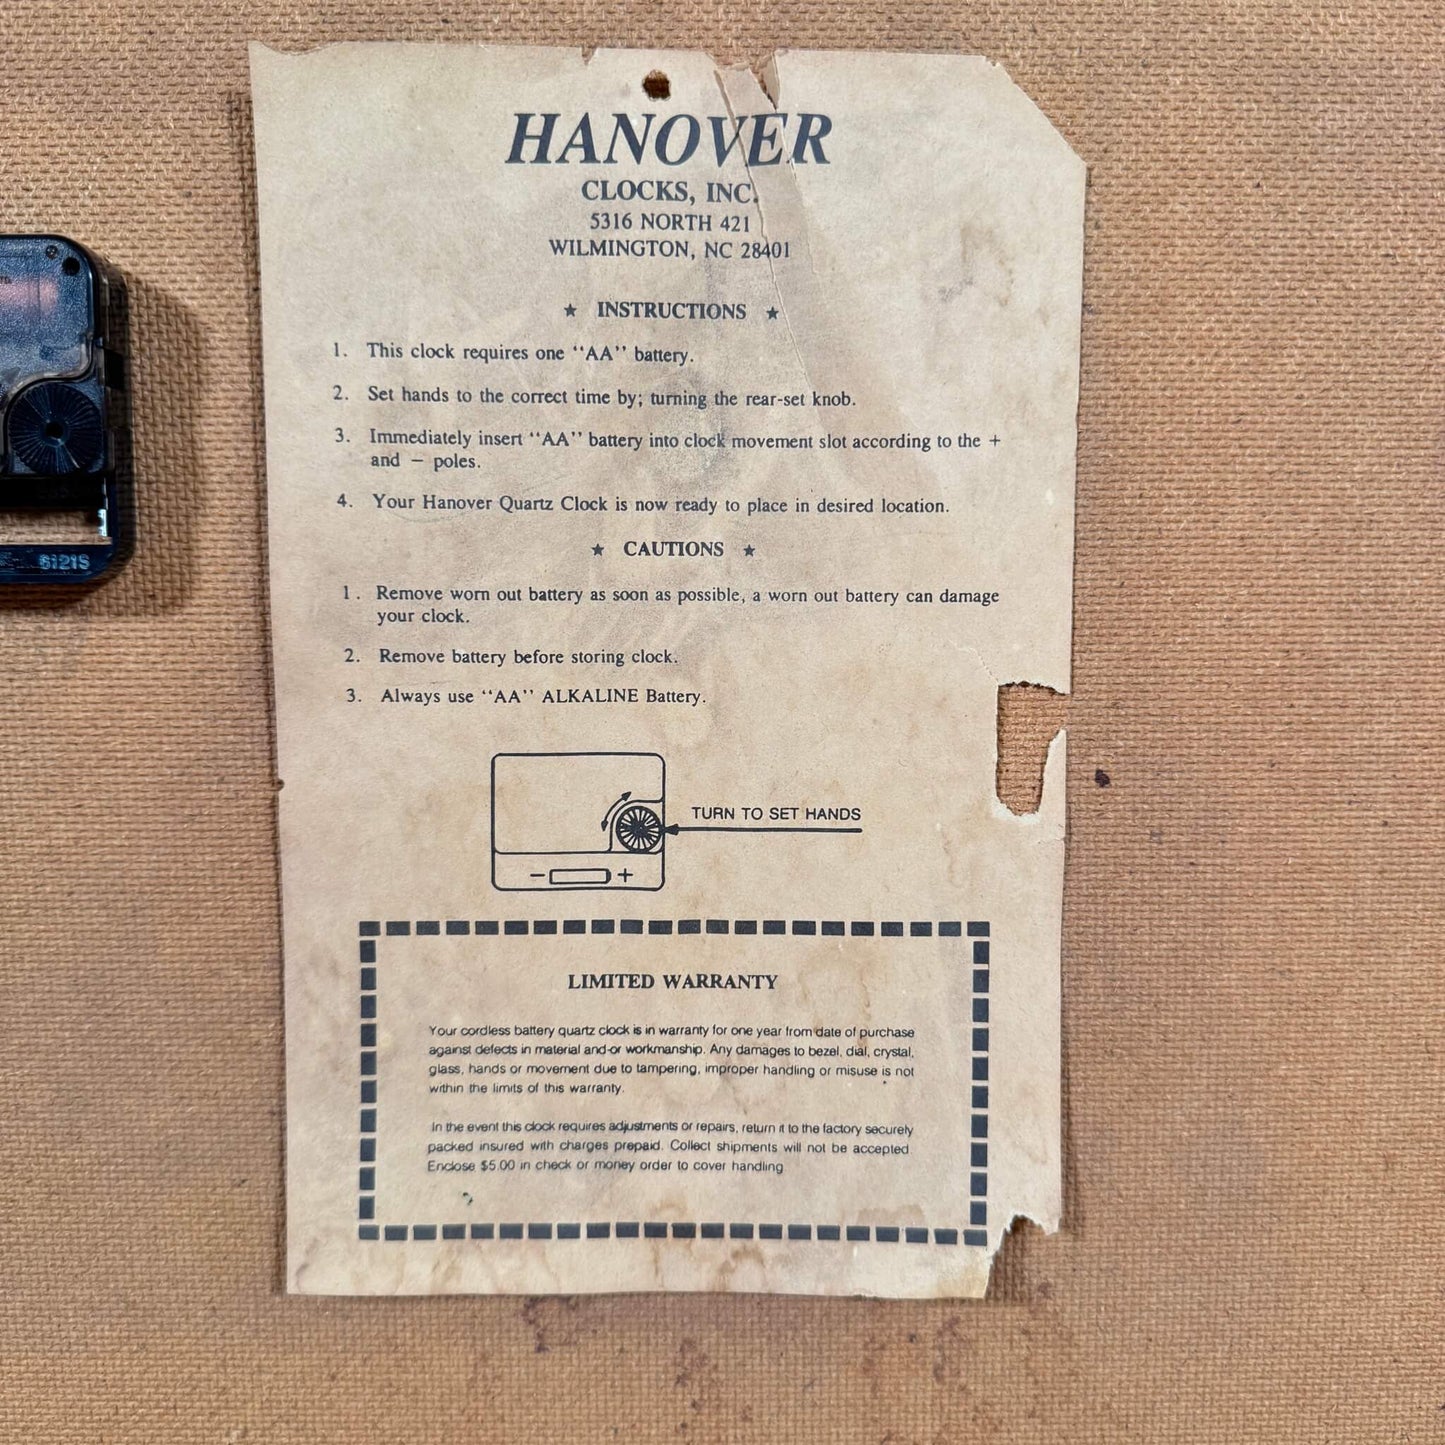 HANOVER
CLOCKS, INC.
5316 NORTH 421
WILMINGTON, NC 28401
★ INSTRUCTIONS ★
1. This clock requires one "AA" battery.
2. Set hands to the correct time by; turning the rear-set knob.
3. Immediately insert "AA" battery into clock movement slot according to the +
and − poles.
4. Your Hanover Quartz Clock is now ready to place in desired location.
★ CAUTIONS ★
1. Remove worn out battery as soon as possible, a worn out battery can damage
your clock.
2. Remove battery before storing clock.
3. Always use "AA" ALKALINE Battery.
TURN TO SET HANDS
− +
LIMITED WARRANTY
Your cordless battery quartz clock is in warranty for one year from date of purchase
against defects in material and-or workmanship. Any damages to bezel, dial, crystal,
glass, hands or movement due to tampering, improper handling or misuse is not
within the limits of this warranty.
In the event this clock requires adjustments or repairs, return it to the factory securely
packed insured with charges prepaid. Collect shipments will not be accepted.
Enclose $5.00 in check or money order to cover handling
6121S